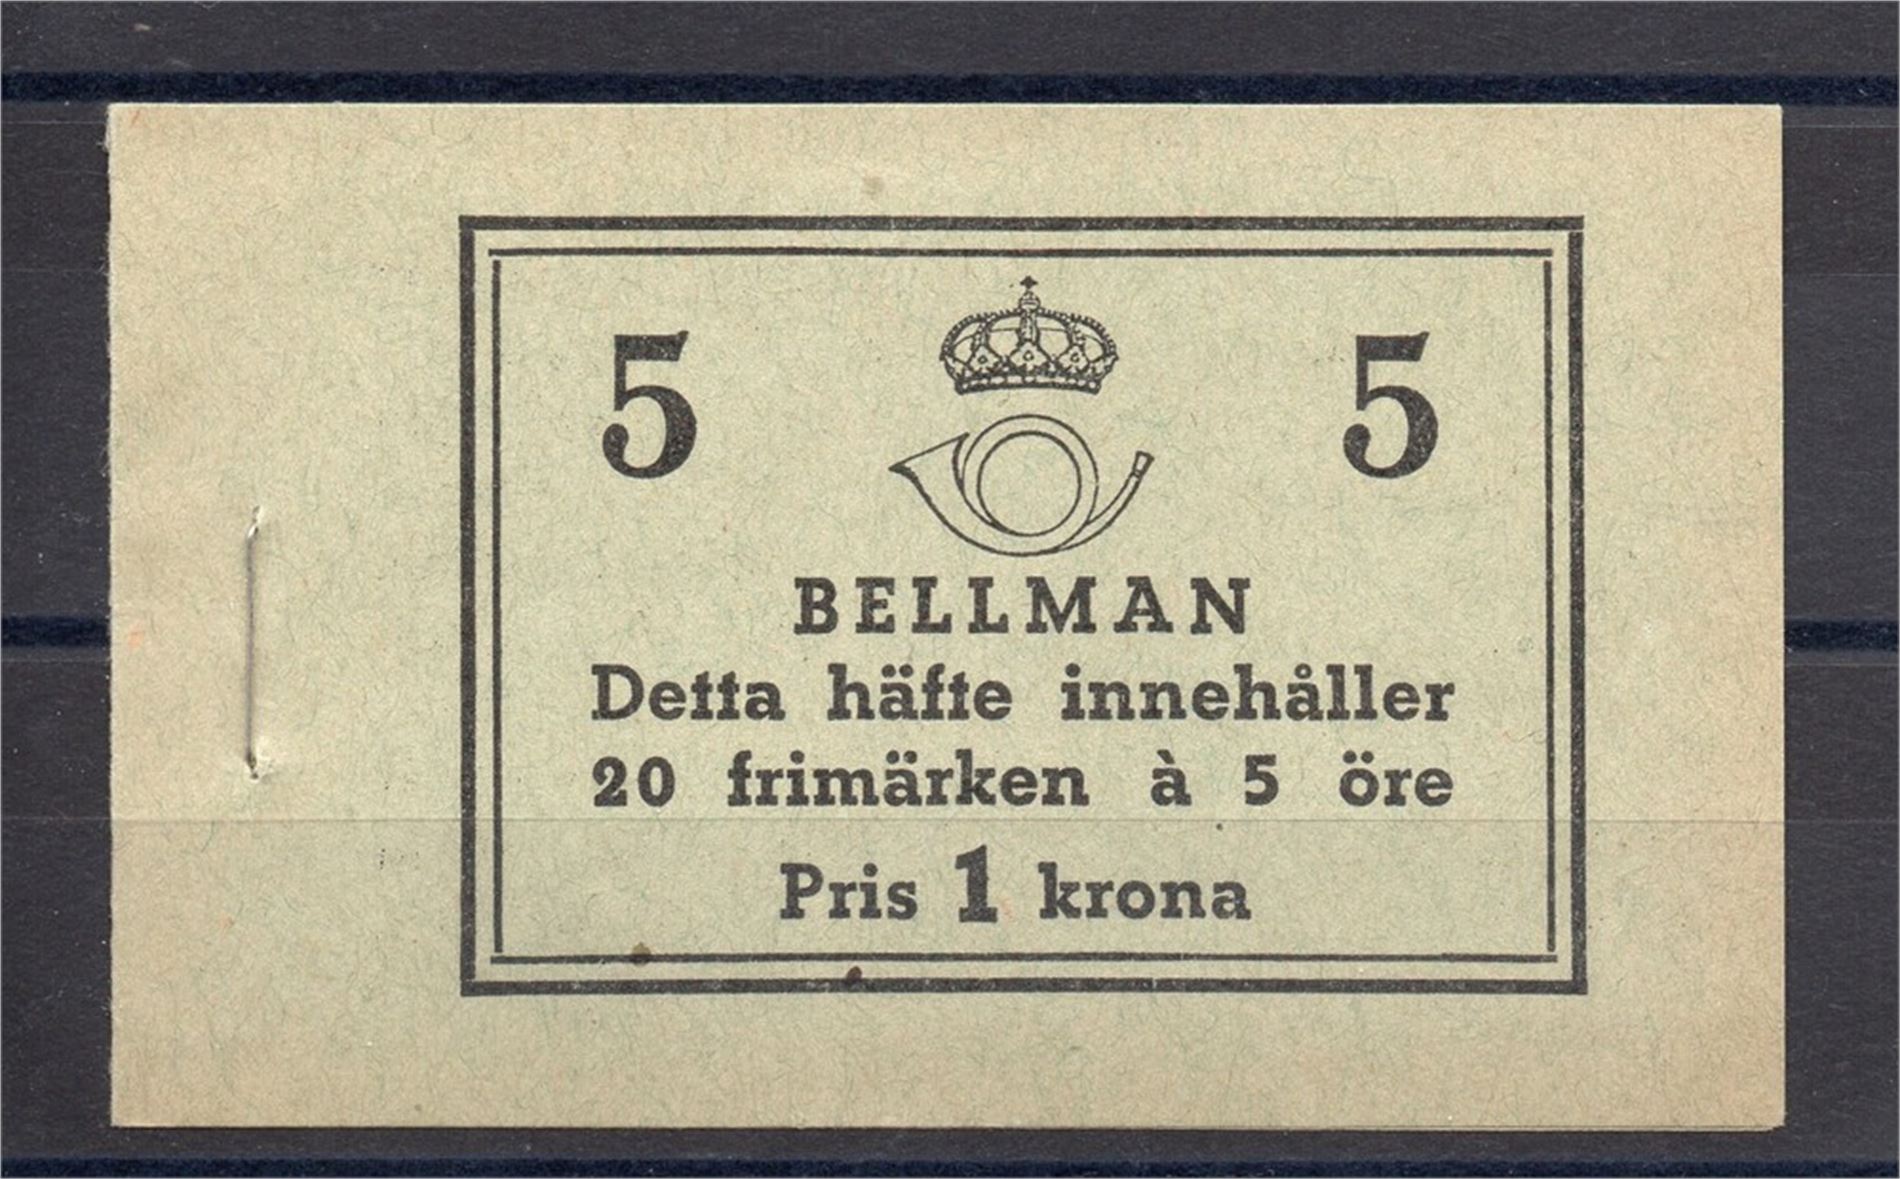 5 5
BELLMAN
Detta häfte innehåller
20 frimärken à 5 öre
Pris 1 krona